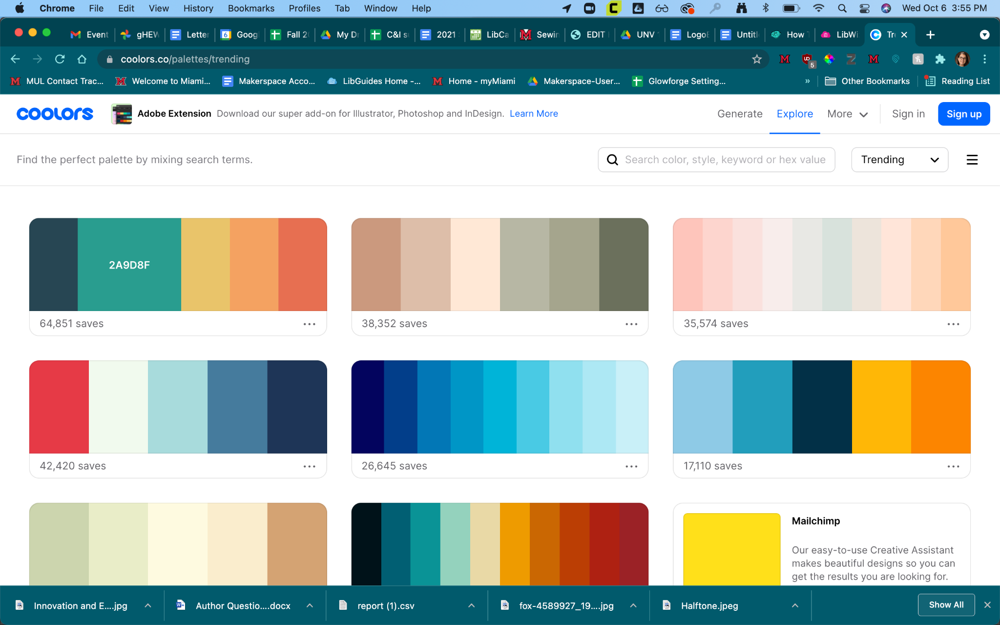 Chrome File Edit View History Bookmarks Profiles Tab Window Help Wed Oct 6 3:55 PM
Event gHEW Letter Goog Fall 2 My Dr C&I s 2021 LibCa Sewin EDIT UNV 1 Logo Untitl How T LibWi Tr
coolors.co/palettes/trending
5
MUL Contact Trac... Welcome to Miami... Makerspace Acco... LibGuides Home -... Home - myMiami Makerspace-User... Glowforge Setting... » Other Bookmarks Reading List
coolors Adobe Extension Download our super add-on for Illustrator, Photoshop and InDesign. Learn More Generate Explore More Sign in Sign up
Find the perfect palette by mixing search terms. Search color, style, keyword or hex value Trending
2A9D8F
64,851 saves 38,352 saves 35,574 saves
42,420 saves 26,645 saves 17,110 saves
Mailchimp
Our easy-to-use Creative Assistant
makes beautiful designs so you can
get the results you are looking for.
Innovation and E....jpg Author Questio....docx report (1).csv fox-4589927_19....jpg Halftone.jpeg Show All